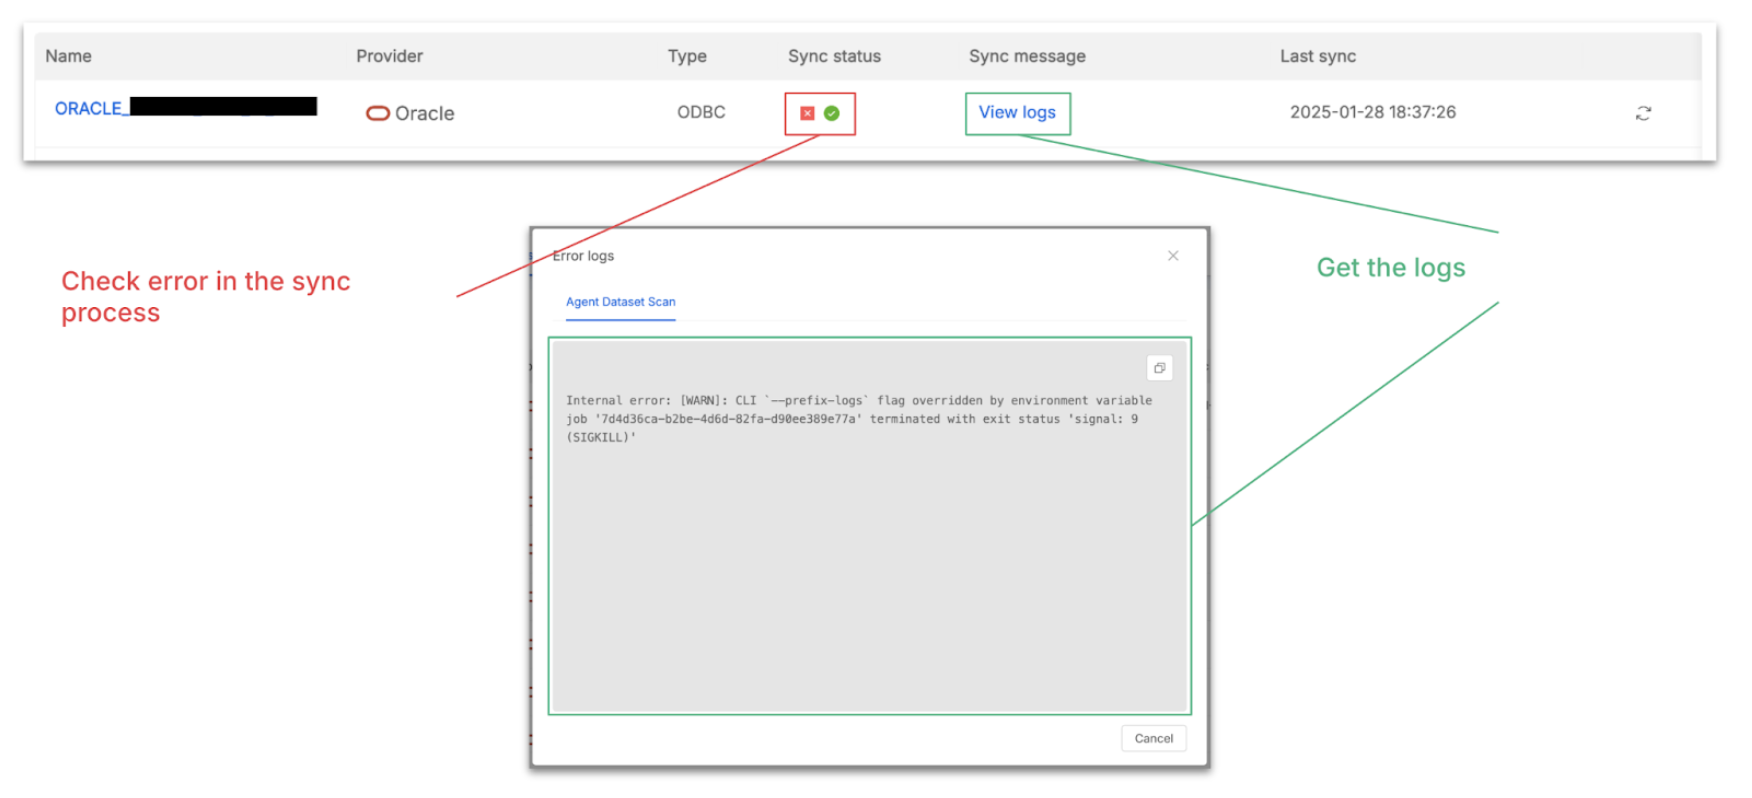 Name Provider Type Sync status Sync message Last sync
ORACLE_ Oracle ODBC View logs 2025-01-28 18:37:26
Error logs
Check error in the sync
process
Get the logs
Agent Dataset Scan
Internal error: [WARN]: CLI `--prefix-logs` flag overridden by environment variable
job '7d4d36ca-b2be-4d6d-82fa-d90ee389e77a' terminated with exit status 'signal: 9
(SIGKILL)'
Cancel